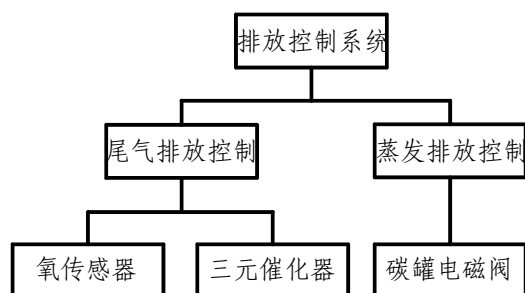 排放控制系统
尾气排放控制
蒸发排放控制
氧传感器
三元催化器
碳罐电磁阀